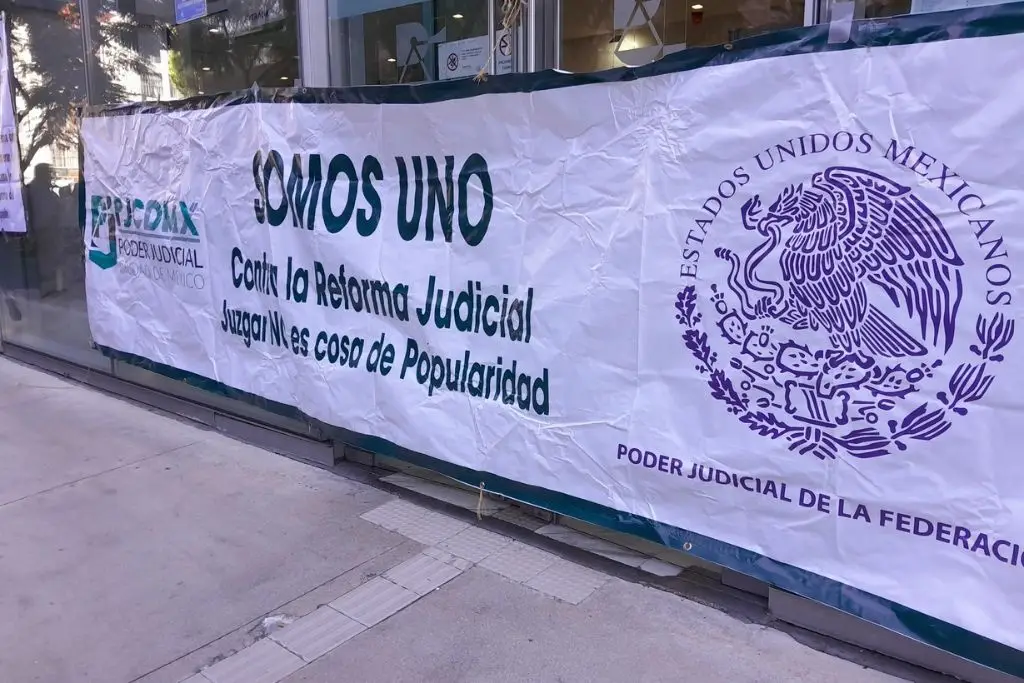 PJCDMX
PODER JUDICIAL
CIUDAD DE MÉXICO
SOMOS UNO
Contra la Reforma Judicial
Juzgar NO es cosa de Popularidad
ESTADOS UNIDOS MEXICANOS
PODER JUDICIAL DE LA FEDERACI